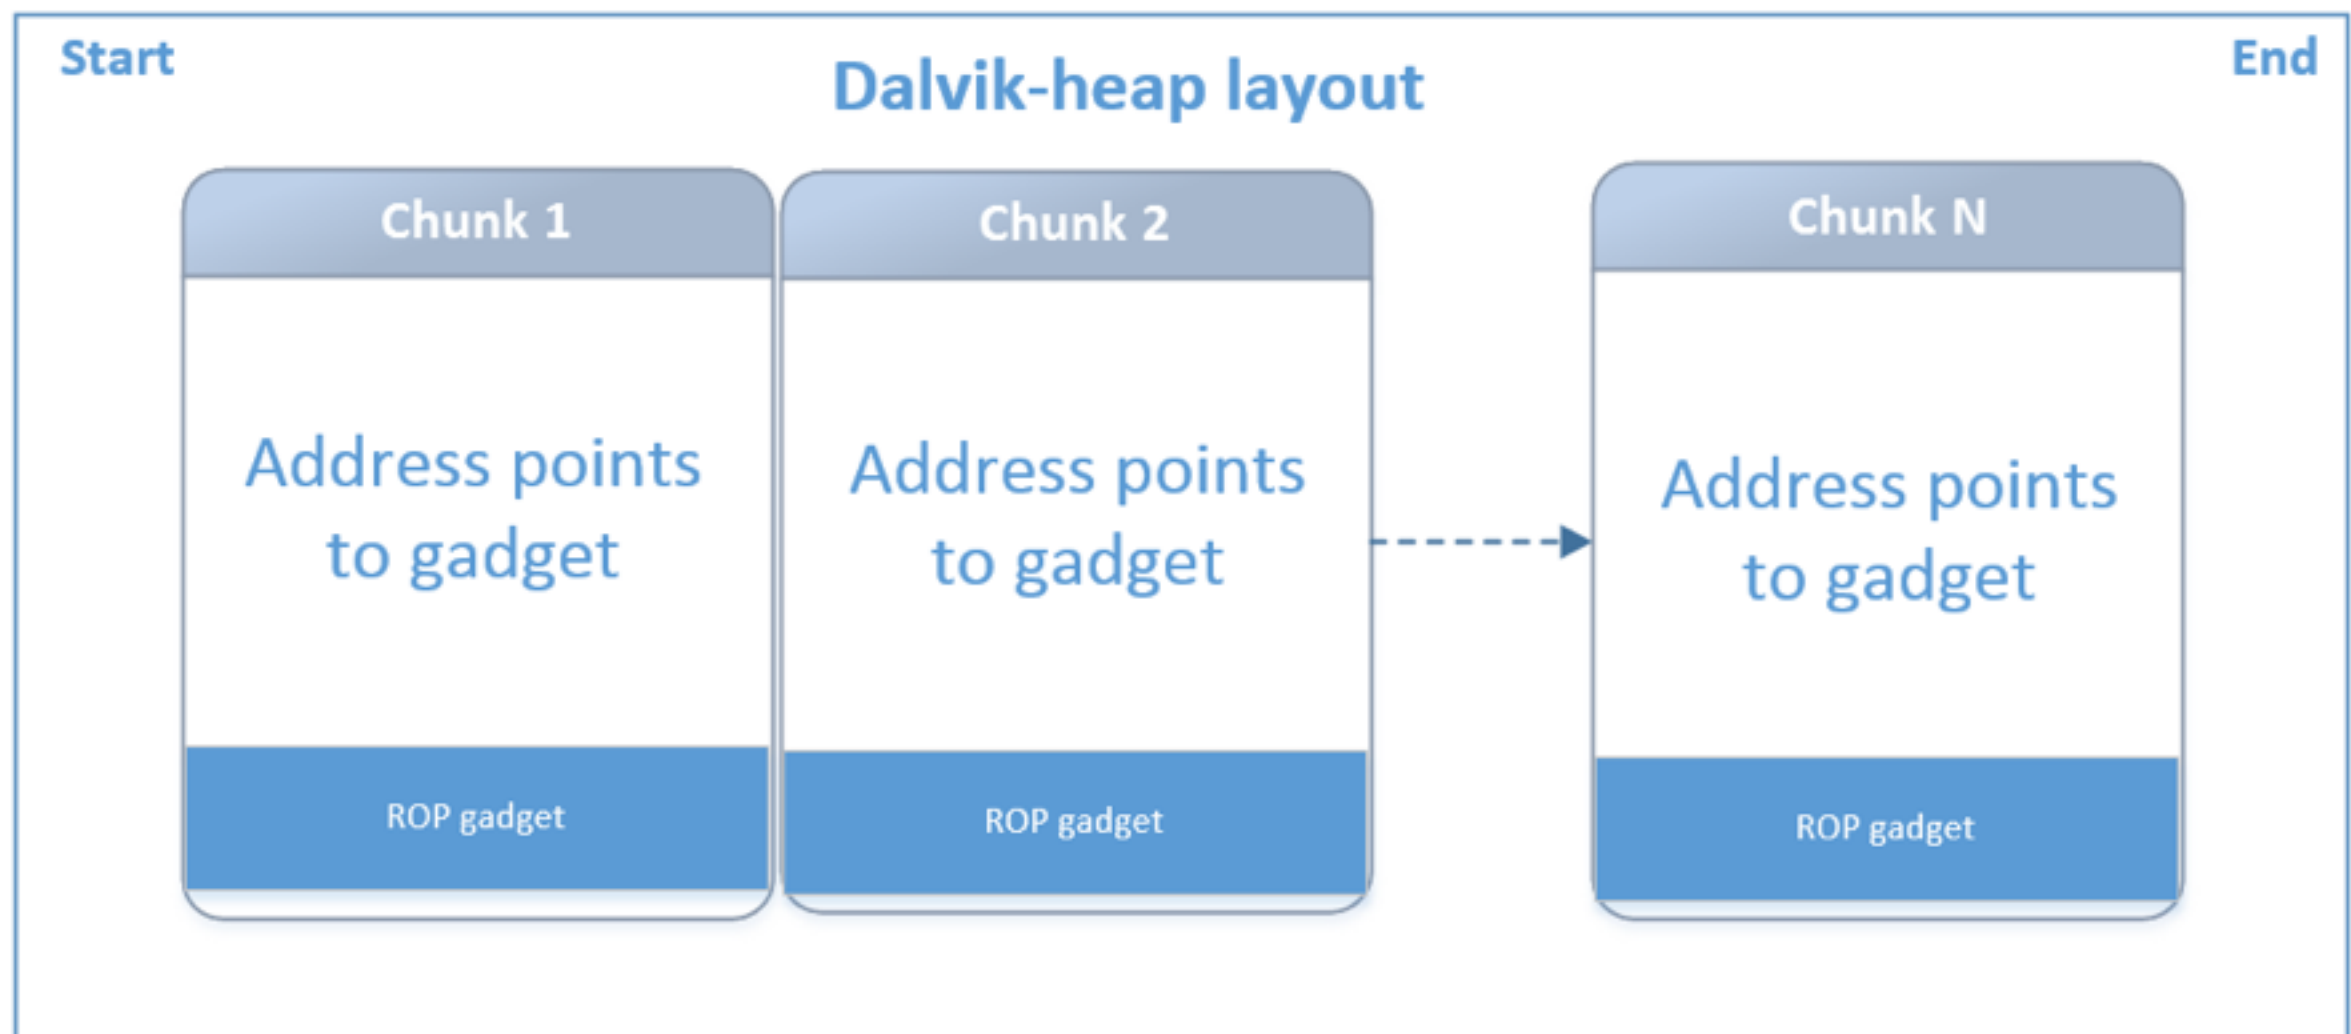 Start
Dalvik-heap layout
End
Chunk 1
Address points
to gadget
ROP gadget
Chunk 2
Address points
to gadget
ROP gadget
Chunk N
Address points
to gadget
ROP gadget